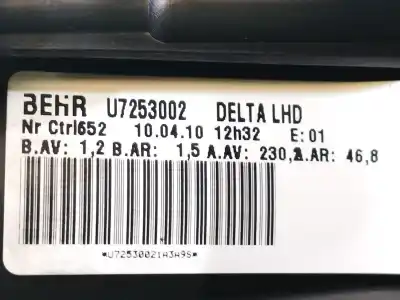 BEHR U7253002 DELTA LHD
Nr Ctrl652 10.04.10 12h32 E:01
B.AV: 1,2 B.AR: 1,5 A.AV: 230,2 A.AR: 46,8
*U72530021A3A9S*